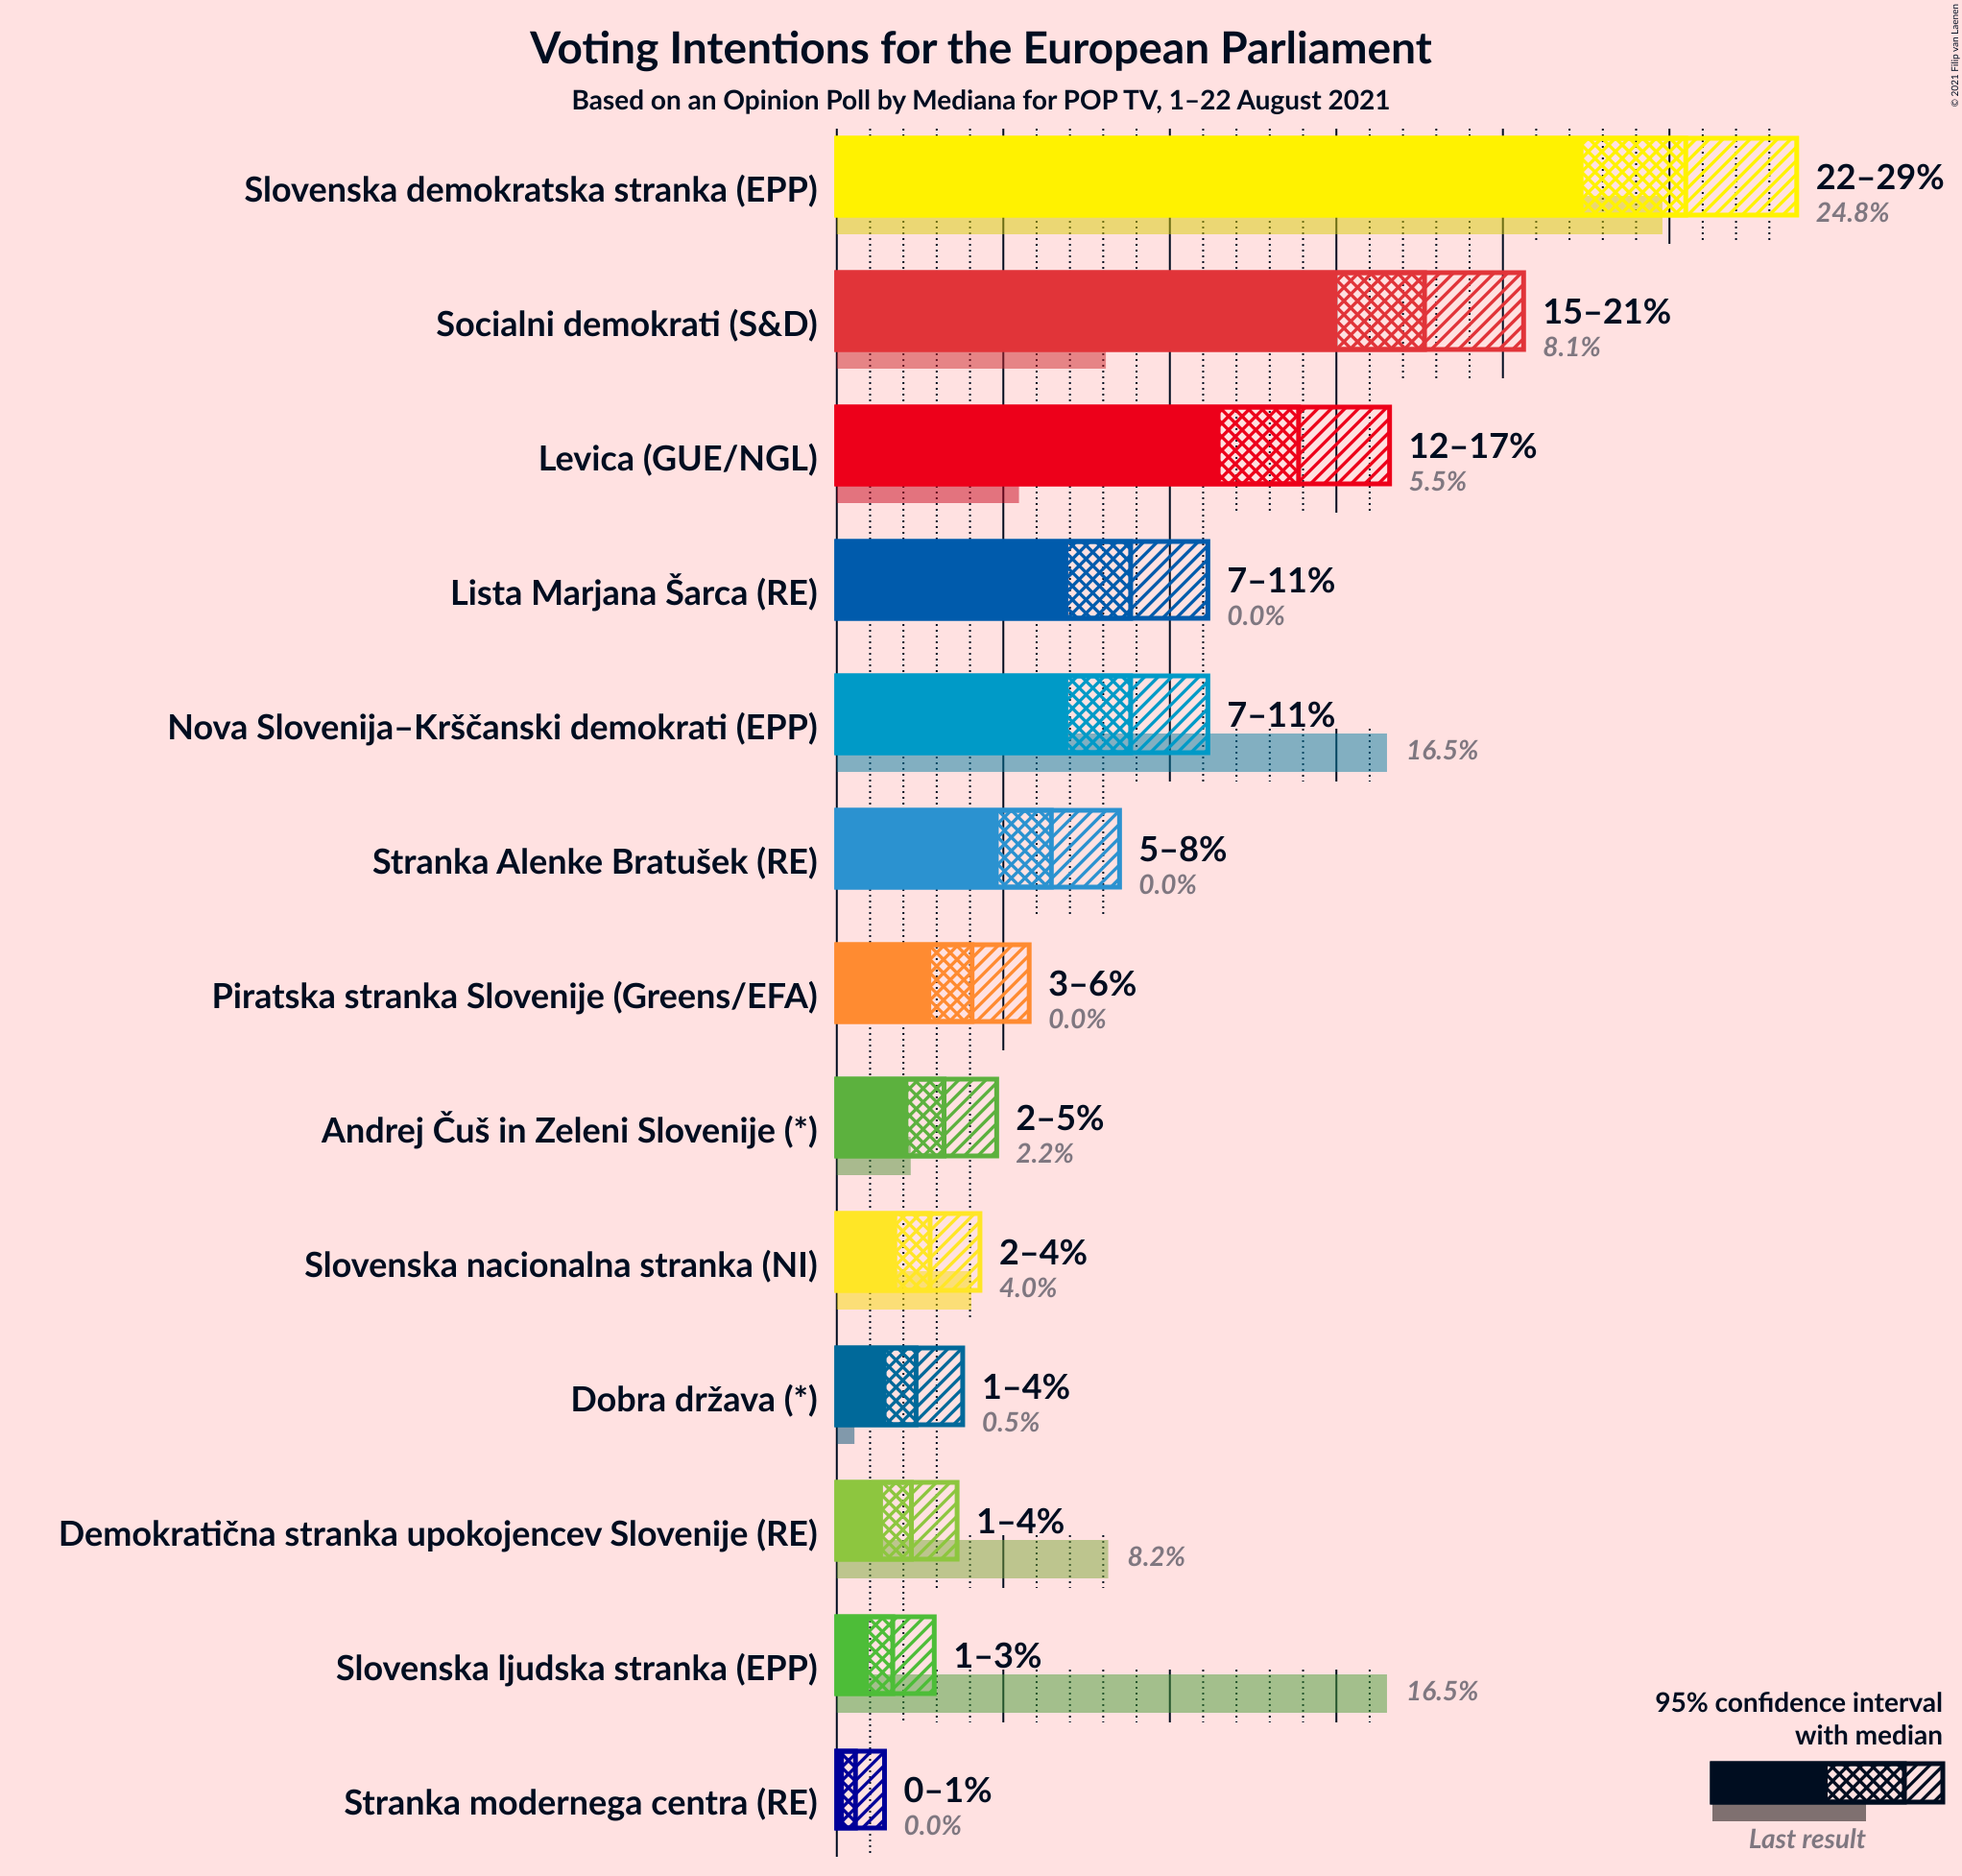 © 2021 Filip van Laenen
Voting Intentions for the European Parliament
Based on an Opinion Poll by Mediana for POP TV, 1–22 August 2021
Slovenska demokratska stranka (EPP)
22–29%
24.8%
Socialni demokrati (S&D)
15–21%
8.1%
Levica (GUE/NGL)
12–17%
5.5%
Lista Marjana Šarca (RE)
7–11%
0.0%
Nova Slovenija–Krščanski demokrati (EPP)
7–11%
16.5%
Stranka Alenke Bratušek (RE)
5–8%
0.0%
Piratska stranka Slovenije (Greens/EFA)
3–6%
0.0%
Andrej Čuš in Zeleni Slovenije (*)
2–5%
2.2%
Slovenska nacionalna stranka (NI)
2–4%
4.0%
Dobra država (*)
1–4%
0.5%
Demokratična stranka upokojencev Slovenije (RE)
1–4%
8.2%
Slovenska ljudska stranka (EPP)
1–3%
16.5%
Stranka modernega centra (RE)
0–1%
0.0%
95% confidence interval
with median
Last result